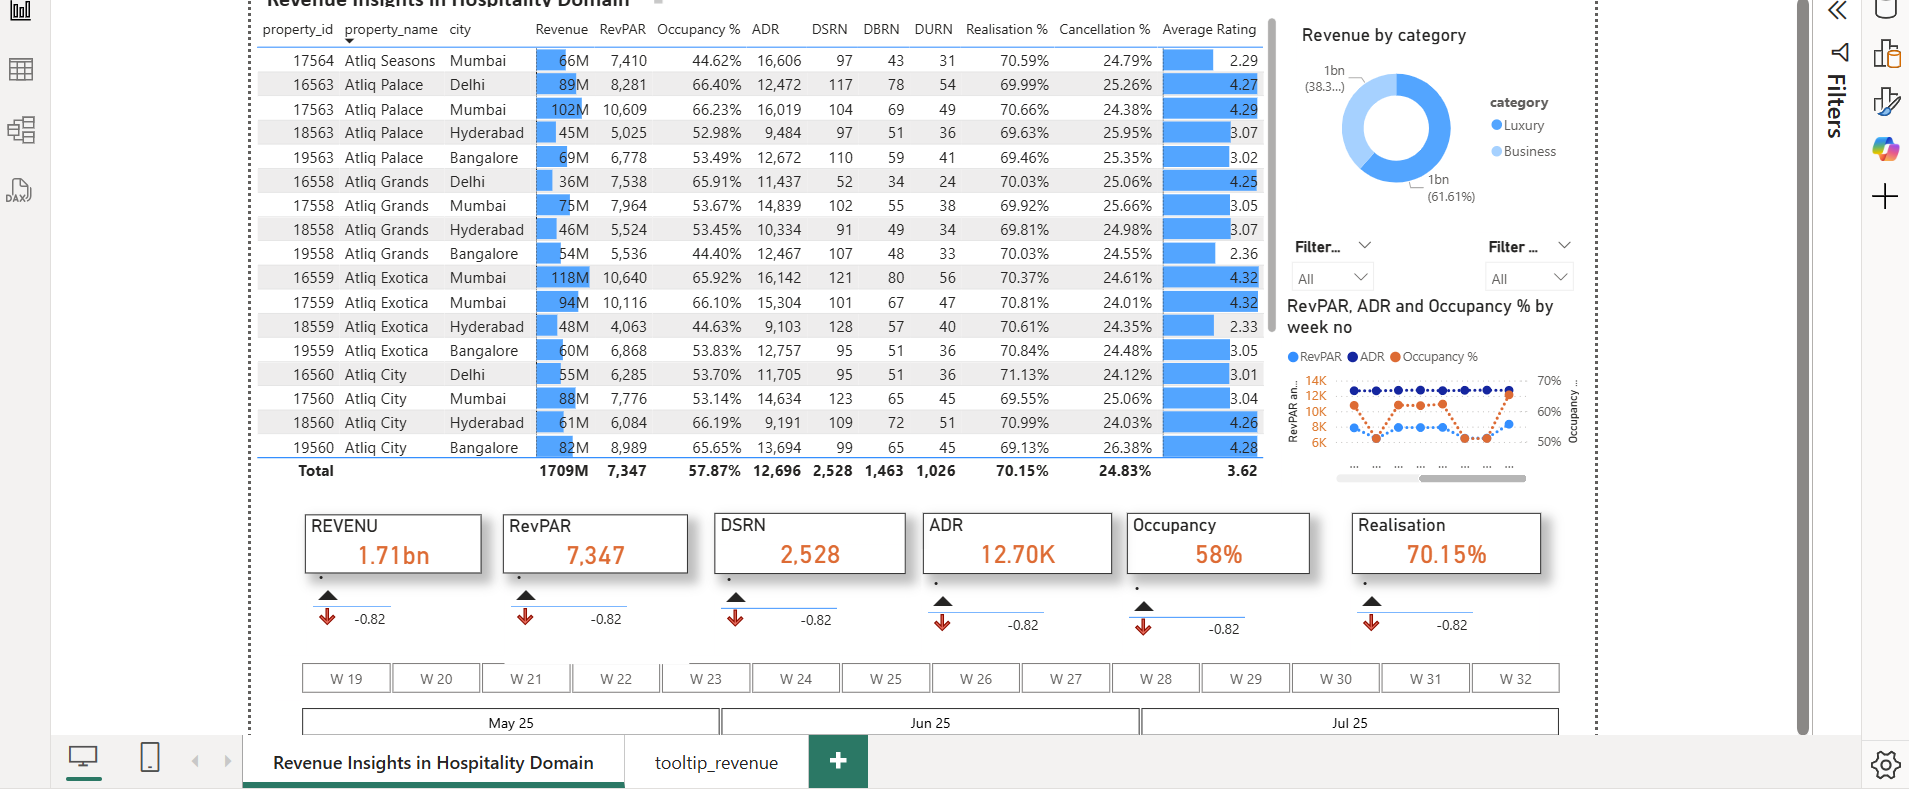 Revenue Insights in Hospitality Domain
property_id property_name city Revenue RevPAR Occupancy % ADR DSRN DBRN DURN Realisation % Cancellation % Average Rating
17564 Atliq Seasons Mumbai 66M 7,410 44.62% 16,606 97 43 31 70.59% 24.79% 2.29
16563 Atliq Palace Delhi 89M 8,281 66.40% 12,472 117 78 54 69.99% 25.26% 4.27
17563 Atliq Palace Mumbai 102M 10,609 66.23% 16,019 104 69 49 70.66% 24.38% 4.29
18563 Atliq Palace Hyderabad 45M 5,025 52.98% 9,484 97 51 36 69.63% 25.95% 3.07
19563 Atliq Palace Bangalore 69M 6,778 53.49% 12,672 110 59 41 69.46% 25.35% 3.02
16558 Atliq Grands Delhi 36M 7,538 65.91% 11,437 52 34 24 70.03% 25.06% 4.25
17558 Atliq Grands Mumbai 75M 7,964 53.67% 14,839 102 55 38 69.92% 25.66% 3.05
18558 Atliq Grands Hyderabad 46M 5,524 53.45% 10,334 91 49 34 69.81% 24.98% 3.07
19558 Atliq Grands Bangalore 54M 5,536 44.40% 12,467 107 48 33 70.03% 24.55% 2.36
16559 Atliq Exotica Mumbai 118M 10,640 65.92% 16,142 121 80 56 70.37% 24.61% 4.32
17559 Atliq Exotica Mumbai 94M 10,116 66.10% 15,304 101 67 47 70.81% 24.01% 4.32
18559 Atliq Exotica Hyderabad 48M 4,063 44.63% 9,103 128 57 40 70.61% 24.35% 2.33
19559 Atliq Exotica Bangalore 60M 6,868 53.83% 12,757 95 51 36 70.84% 24.48% 3.05
16560 Atliq City Delhi 55M 6,285 53.70% 11,705 95 51 36 71.13% 24.12% 3.01
17560 Atliq City Mumbai 88M 7,776 53.14% 14,634 123 65 45 69.55% 25.06% 3.04
18560 Atliq City Hyderabad 61M 6,084 66.19% 9,191 109 72 51 70.99% 24.03% 4.26
19560 Atliq City Bangalore 82M 8,989 65.65% 13,694 99 65 45 69.13% 26.38% 4.28
Total 1709M 7,347 57.87% 12,696 2,528 1,463 1,026 70.15% 24.83% 3.62
Revenue by category
1bn
(38.3...)
1bn
(61.61%)
category
Luxury
Business
Filter...
All
Filter ...
All
RevPAR, ADR and Occupancy % by
week no
RevPAR ADR Occupancy %
RevPAR an...
14K
12K
10K
8K
6K
70%
60%
50%
Occupancy ...
... ... ... ... ... ... ... ...
REVENU
1.71bn
-0.82
RevPAR
7,347
-0.82
DSRN
2,528
-0.82
ADR
12.70K
-0.82
Occupancy
58%
-0.82
Realisation
70.15%
-0.82
W 19 W 20 W 21 W 22 W 23 W 24 W 25 W 26 W 27 W 28 W 29 W 30 W 31 W 32
May 25 Jun 25 Jul 25
Revenue Insights in Hospitality Domain
tooltip_revenue
+
Filters
DAX